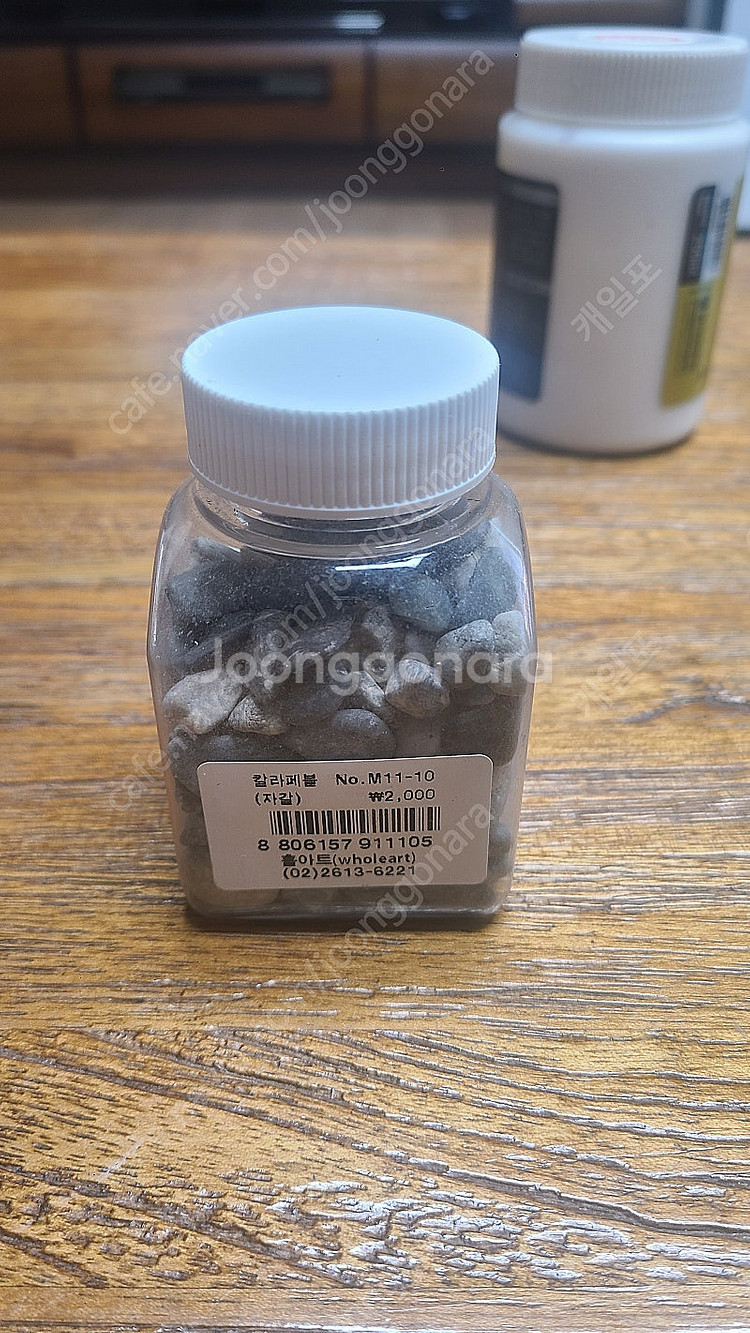 cafe.naver.com/joonggonara
캐일포
Joonggonara
칼라페블 No.M11-10
(자갈) ₩2,000
8 806157 911105
홀아트(wholeart)
(02)2613-6221